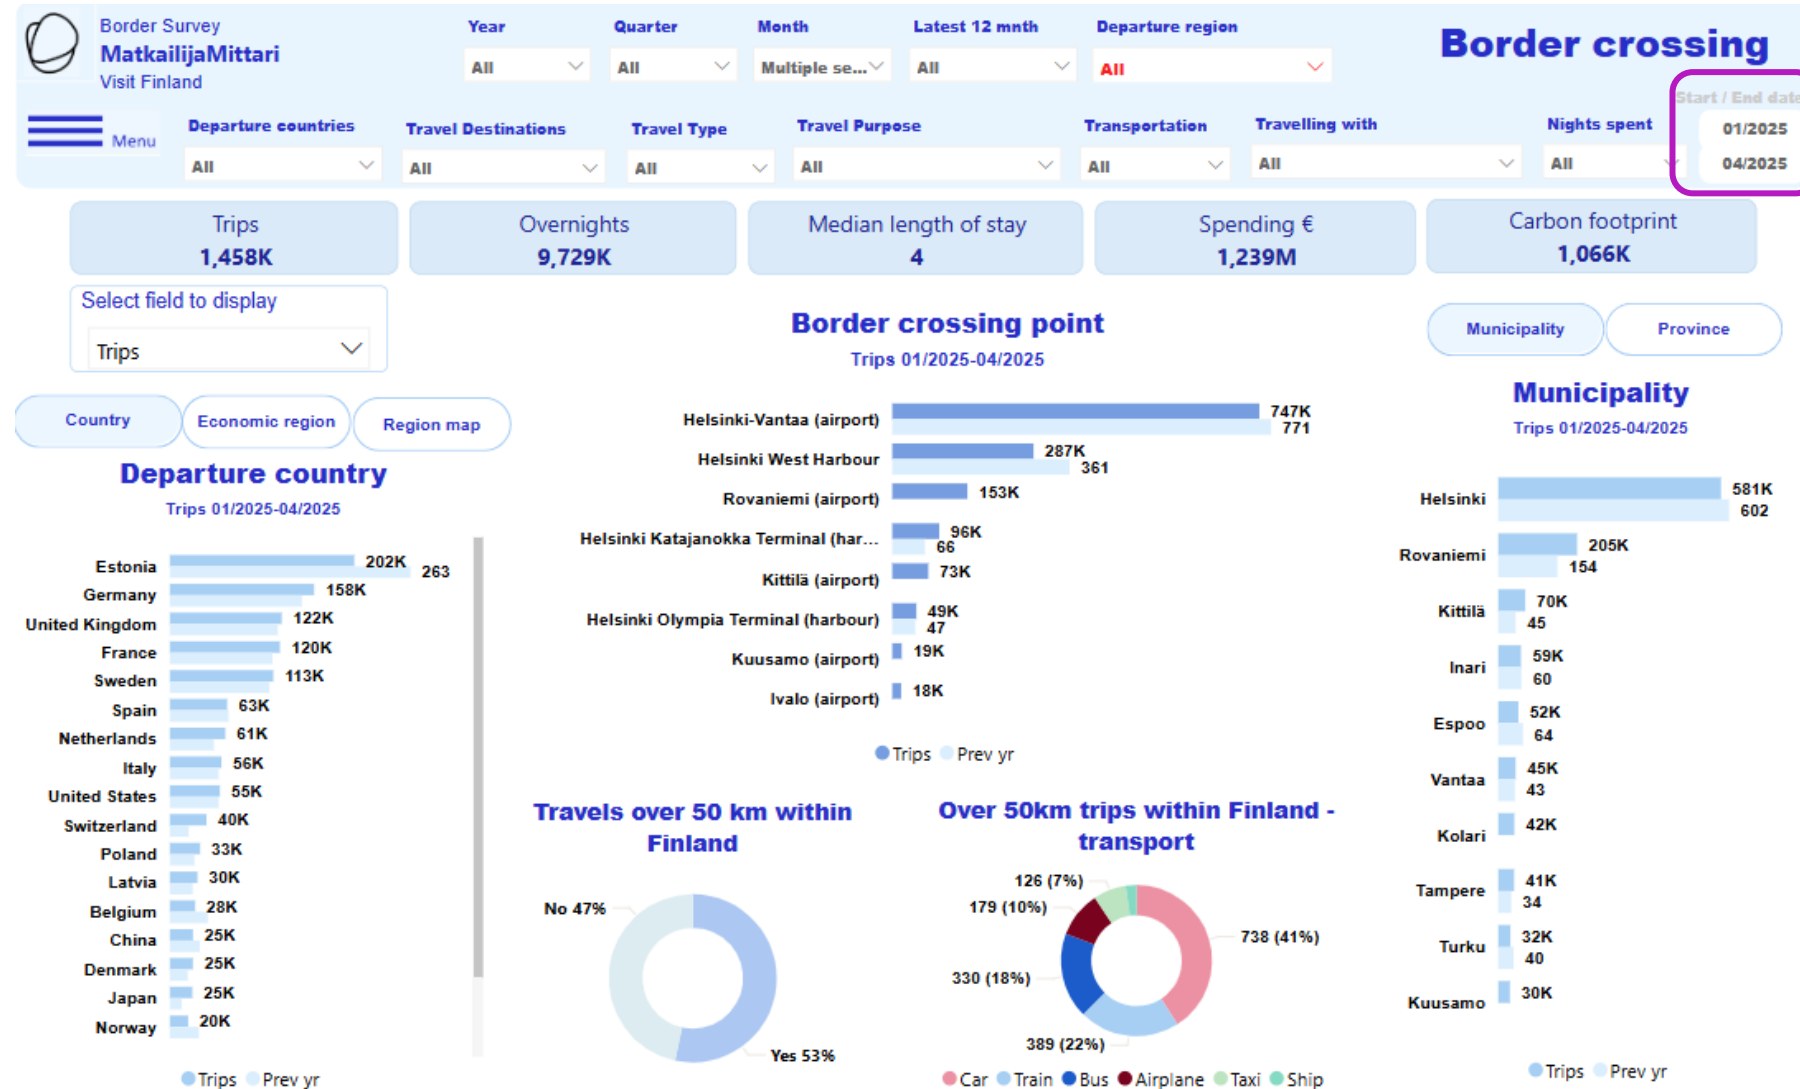 Border Survey
MatkailijaMittari
Visit Finland
Menu
Year
All
Quarter
All
Month
Multiple se...
Latest 12 mnth
All
Departure region
All
Border crossing
Departure countries
All
Travel Destinations
All
Travel Type
All
Travel Purpose
All
Transportation
All
Travelling with
All
Nights spent
All
Start / End date
01/2025
04/2025
Trips
1,458K
Overnights
9,729K
Median length of stay
4
Spending €
1,239M
Carbon footprint
1,066K
Select field to display
Trips
Country
Economic region
Region map
Departure country
Trips 01/2025-04/2025
Estonia 202K 263
Germany 158K
United Kingdom 122K
France 120K
Sweden 113K
Spain 63K
Netherlands 61K
Italy 56K
United States 55K
Switzerland 40K
Poland 33K
Latvia 30K
Belgium 28K
China 25K
Denmark 25K
Japan 25K
Norway 20K
Trips Prev yr
Border crossing point
Trips 01/2025-04/2025
Helsinki-Vantaa (airport) 747K 771
Helsinki West Harbour 287K 361
Rovaniemi (airport) 153K
Helsinki Katajanokka Terminal (har... 96K 66
Kittilä (airport) 73K
Helsinki Olympia Terminal (harbour) 49K 47
Kuusamo (airport) 19K
Ivalo (airport) 18K
Trips Prev yr
Travels over 50 km within
Finland
No 47%
Yes 53%
Over 50km trips within Finland -
transport
126 (7%)
179 (10%)
738 (41%)
330 (18%)
389 (22%)
Car Train Bus Airplane Taxi Ship
Municipality
Province
Municipality
Trips 01/2025-04/2025
Helsinki 581K 602
Rovaniemi 205K 154
Kittilä 70K 45
Inari 59K 60
Espoo 52K 64
Vantaa 45K 43
Kolari 42K
Tampere 41K 34
Turku 32K 40
Kuusamo 30K
Trips Prev yr